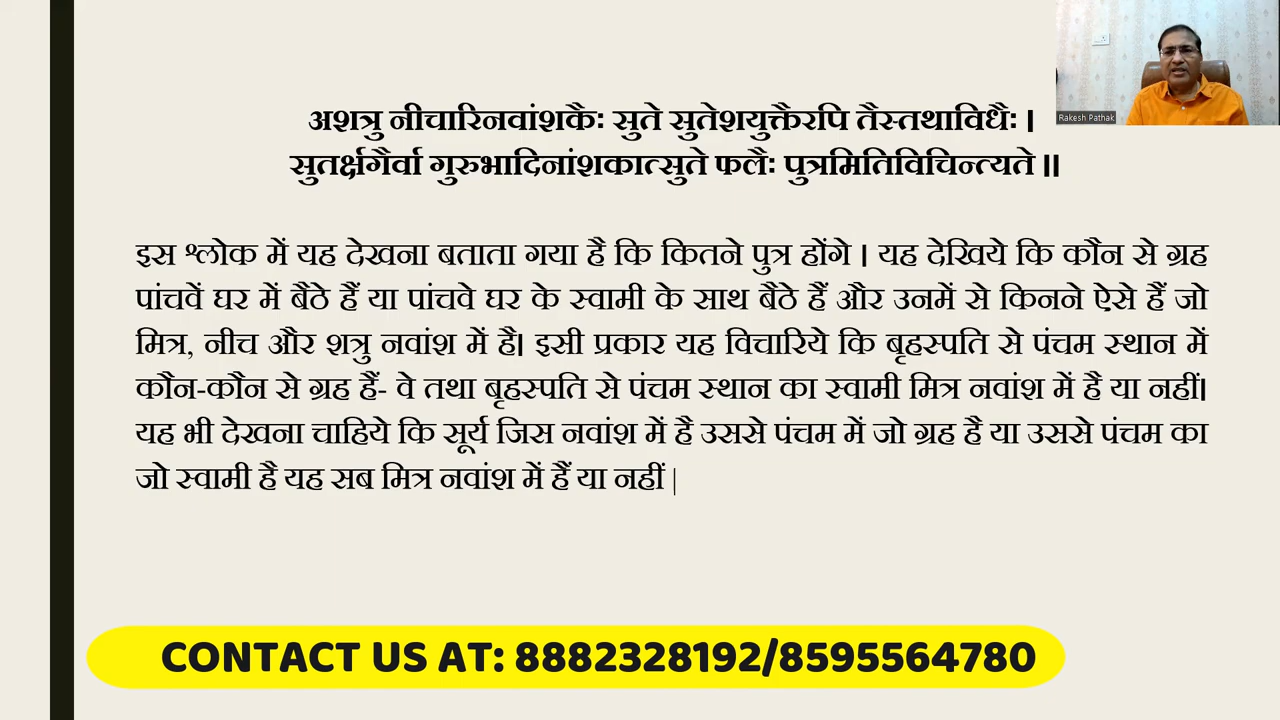 Rakesh Pathak
अशत्रु नीचारिनवांशकैः सुते सुतेशयुक्तैरपि तैस्तथाविधैः ।
सुतर्क्षगैर्वा गुरुभादिनांशकात्सुते फलैः पुत्रमितिविचिन्त्यते ॥
इस श्लोक में यह देखना बताता गया है कि कितने पुत्र होंगे । यह देखिये कि कौन से ग्रह
पांचवें घर में बैठे हैं या पांचवे घर के स्वामी के साथ बैठे हैं और उनमें से किनने ऐसे हैं जो
मित्र, नीच और शत्रु नवांश में है। इसी प्रकार यह विचारिये कि बृहस्पति से पंचम स्थान में
कौन-कौन से ग्रह हैं- वे तथा बृहस्पति से पंचम स्थान का स्वामी मित्र नवांश में है या नहीं।
यह भी देखना चाहिये कि सूर्य जिस नवांश में है उससे पंचम में जो ग्रह है या उससे पंचम का
जो स्वामी है यह सब मित्र नवांश में हैं या नहीं |
CONTACT US AT: 8882328192/8595564780